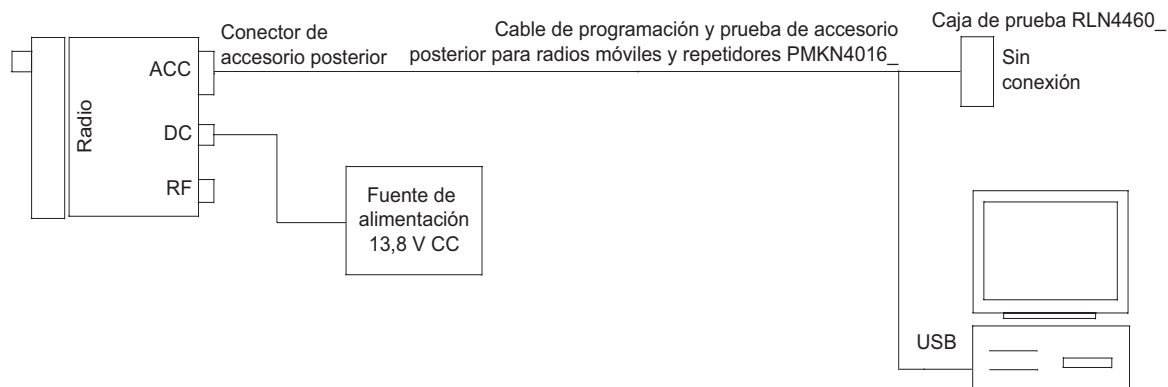 Conector de
accesorio posterior
Cable de programación y prueba de accesorio
posterior para radios móviles y repetidores PMKN4016_
Caja de prueba RLN4460_
Sin
conexión
ACC
Radio
DC
RF
Fuente de
alimentación
13,8 V CC
USB